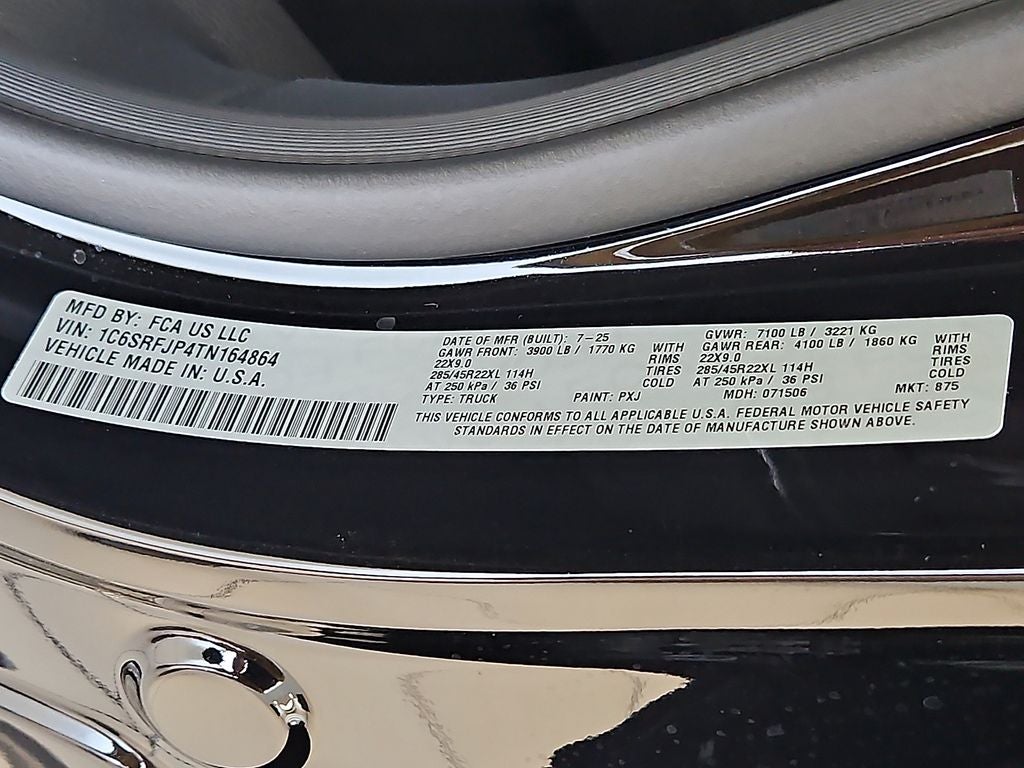 MFD BY: FCA US LLC
VIN: 1C6SRFJP4TN164864
VEHICLE MADE IN: U.S.A.
DATE OF MFR (BUILT): 7-25
GAWR FRONT: 3900 LB / 1770 KG WITH
22X9.0 RIMS
285/45R22XL 114H TIRES
AT 250 kPa / 36 PSI COLD
TYPE: TRUCK PAINT: PXJ
GVWR: 7100 LB / 3221 KG
GAWR REAR: 4100 LB / 1860 KG WITH
22X9.0 RIMS
285/45R22XL 114H TIRES
AT 250 kPa / 36 PSI COLD
MDH: 071506 MKT: 875
THIS VEHICLE CONFORMS TO ALL APPLICABLE U.S.A. FEDERAL MOTOR VEHICLE SAFETY
STANDARDS IN EFFECT ON THE DATE OF MANUFACTURE SHOWN ABOVE.